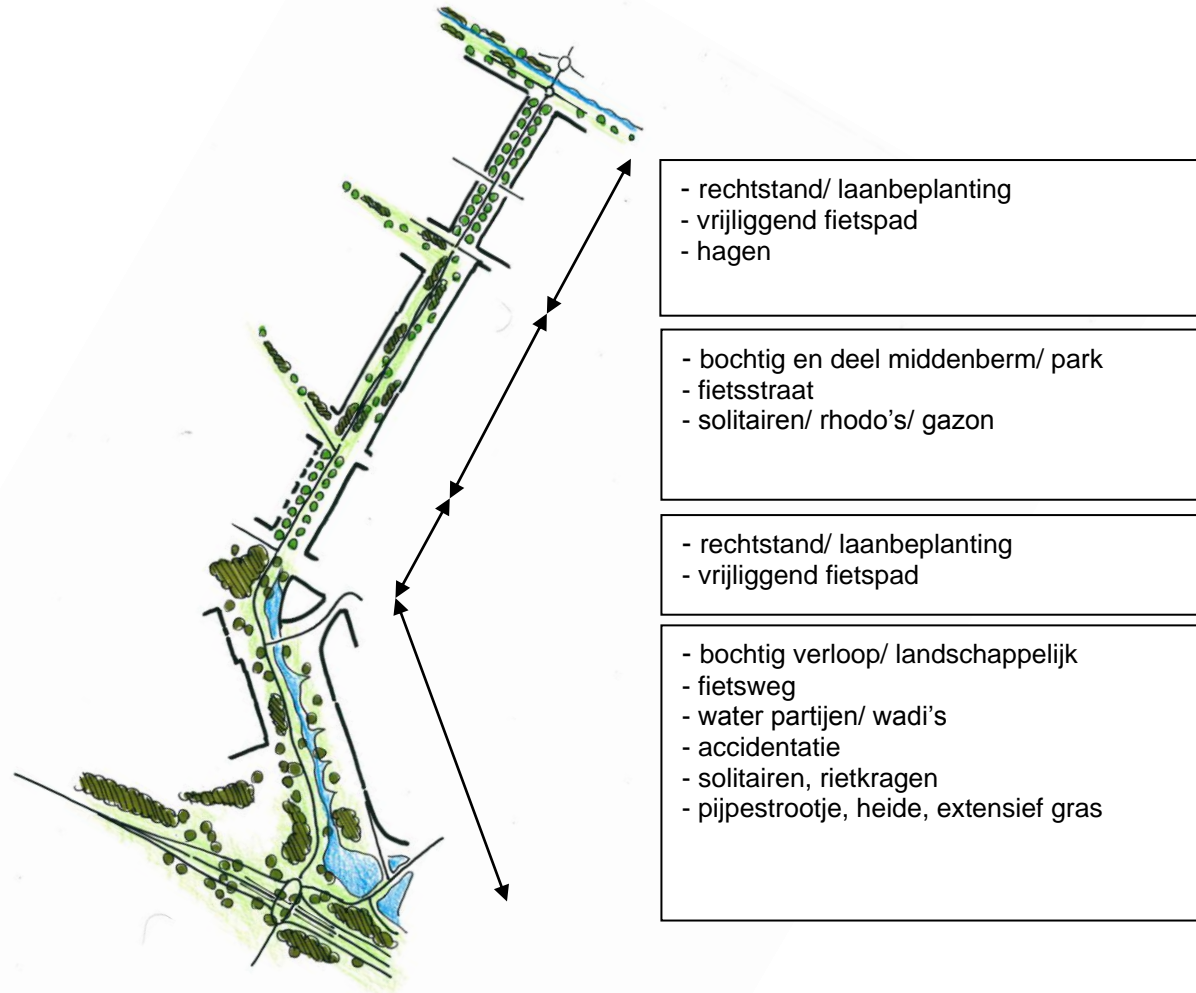 - rechtstand/ laanbeplanting
- vrijliggend fietspad
- hagen
- bochtig en deel middenberm/ park
- fietsstraat
- solitairen/ rhodo’s/ gazon
- rechtstand/ laanbeplanting
- vrijliggend fietspad
- bochtig verloop/ landschappelijk
- fietsweg
- water partijen/ wadi’s
- accidentatie
- solitairen, rietkragen
- pijpestrootje, heide, extensief gras